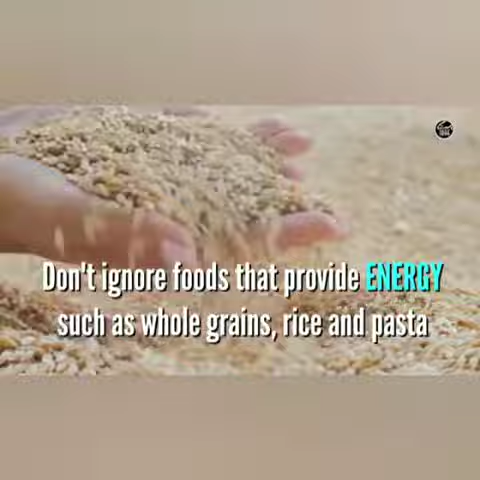 Don't ignore foods that provide ENERGY
such as whole grains, rice and pasta